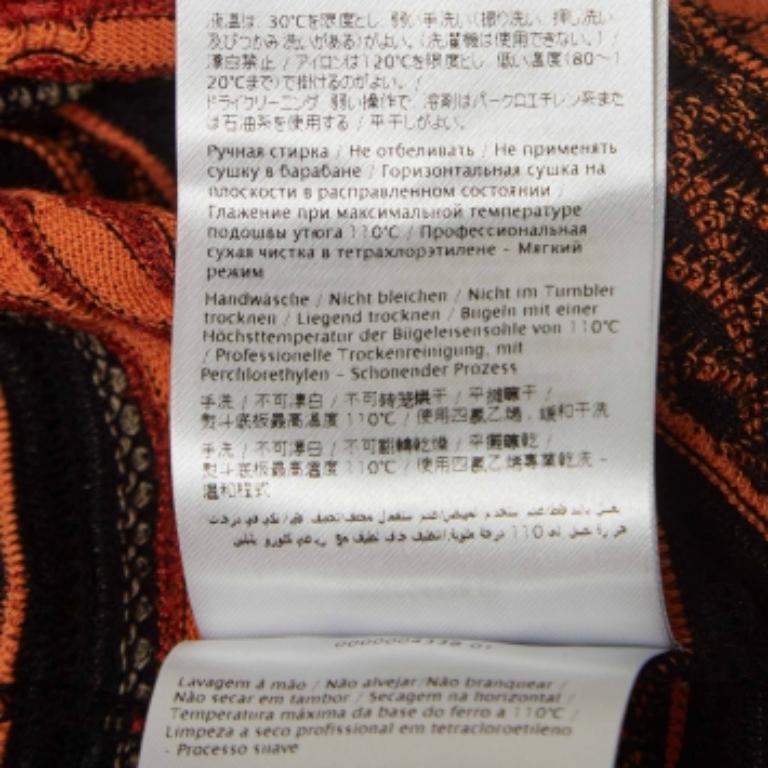 液温は、30℃を限度とし、弱い手洗い(振り洗い、押し洗い
及びつかみ洗いがある)がよい。(洗濯機は使用できない。) /
漂白禁止 / アイロンは120℃を限度とし、低い温度(80〜1
20℃まで)で掛けるのがよい。 /
ドライクリーニング 弱い操作で、溶剤はパークロエチレン系また
は石油系を使用する / 平干しがよい。
Ручная стирка / Не отбеливать / Не применять
сушку в барабане / Горизонтальная сушка на
плоскости в расправленном состоянии /
Глажение при максимальной температуре
подошвы утюга 110°C / Профессиональная
сухая чистка в тетрахлорэтилене - Мягкий
режим
Handwäsche / Nicht bleichen / Nicht im Tumbler
trocknen / Liegend trocknen / Bügeln mit einer
Höchsttemperatur der Bügeleisensohle von 110°C
/ Professionelle Trockenreinigung, mit
Perchlorethylen - Schonender Prozess
手洗 / 不可漂白 / 不可转笼烘干 / 平摊晾干 /
熨斗底板最高温度 110℃ / 使用四氯乙烯，缓和干洗
手洗 / 不可漂白 / 不可翻轉乾燥 / 平攤曬乾 /
熨斗底板最高溫度 110℃ / 使用四氯乙烯專業乾洗 -
溫和程式
110
Lavagem à mão / Não alvejar/Não branquear /
Não secar em tambor / Secagem na horizontal /
Temperatura máxima da base do ferro a 110°C /
Limpeza a seco profissional em tetracloroetileno
- Processo suave